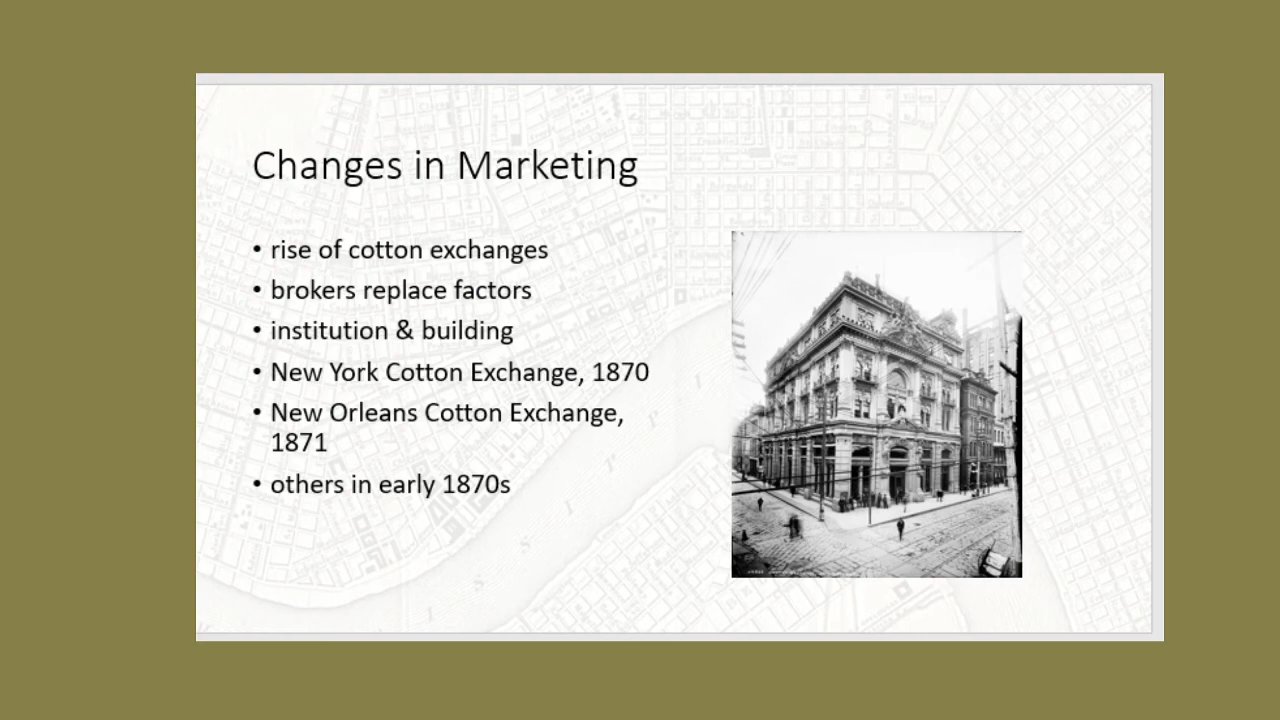 Changes in Marketing
• rise of cotton exchanges
• brokers replace factors
• institution & building
• New York Cotton Exchange, 1870
• New Orleans Cotton Exchange,
1871
• others in early 1870s